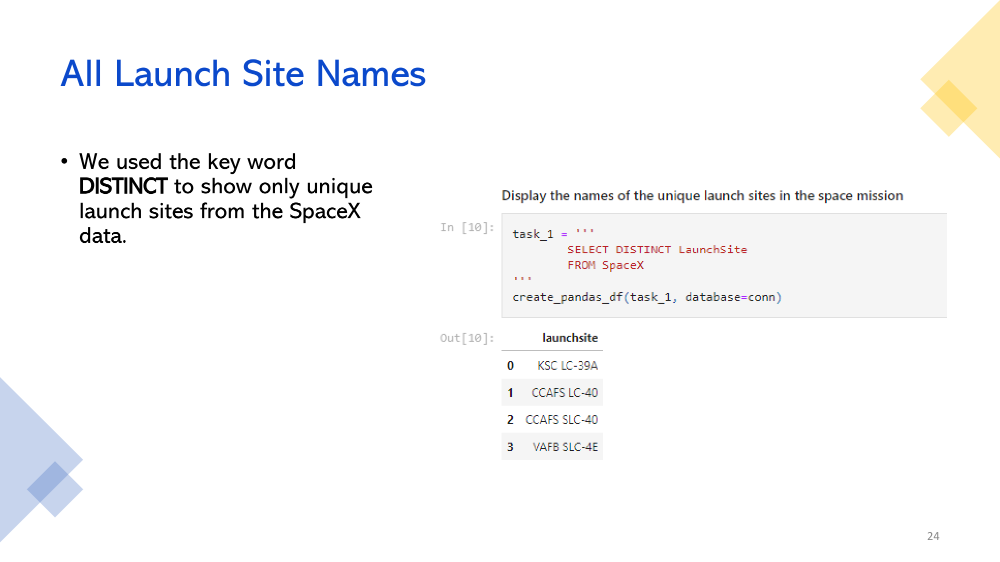 All Launch Site Names
• We used the key word
DISTINCT to show only unique
launch sites from the SpaceX
data.
Display the names of the unique launch sites in the space mission
In [10]:
task_1 = '''
SELECT DISTINCT LaunchSite
FROM SpaceX
'''
create_pandas_df(task_1, database=conn)
Out[10]:
launchsite
0 KSC LC-39A
1 CCAFS LC-40
2 CCAFS SLC-40
3 VAFB SLC-4E
24